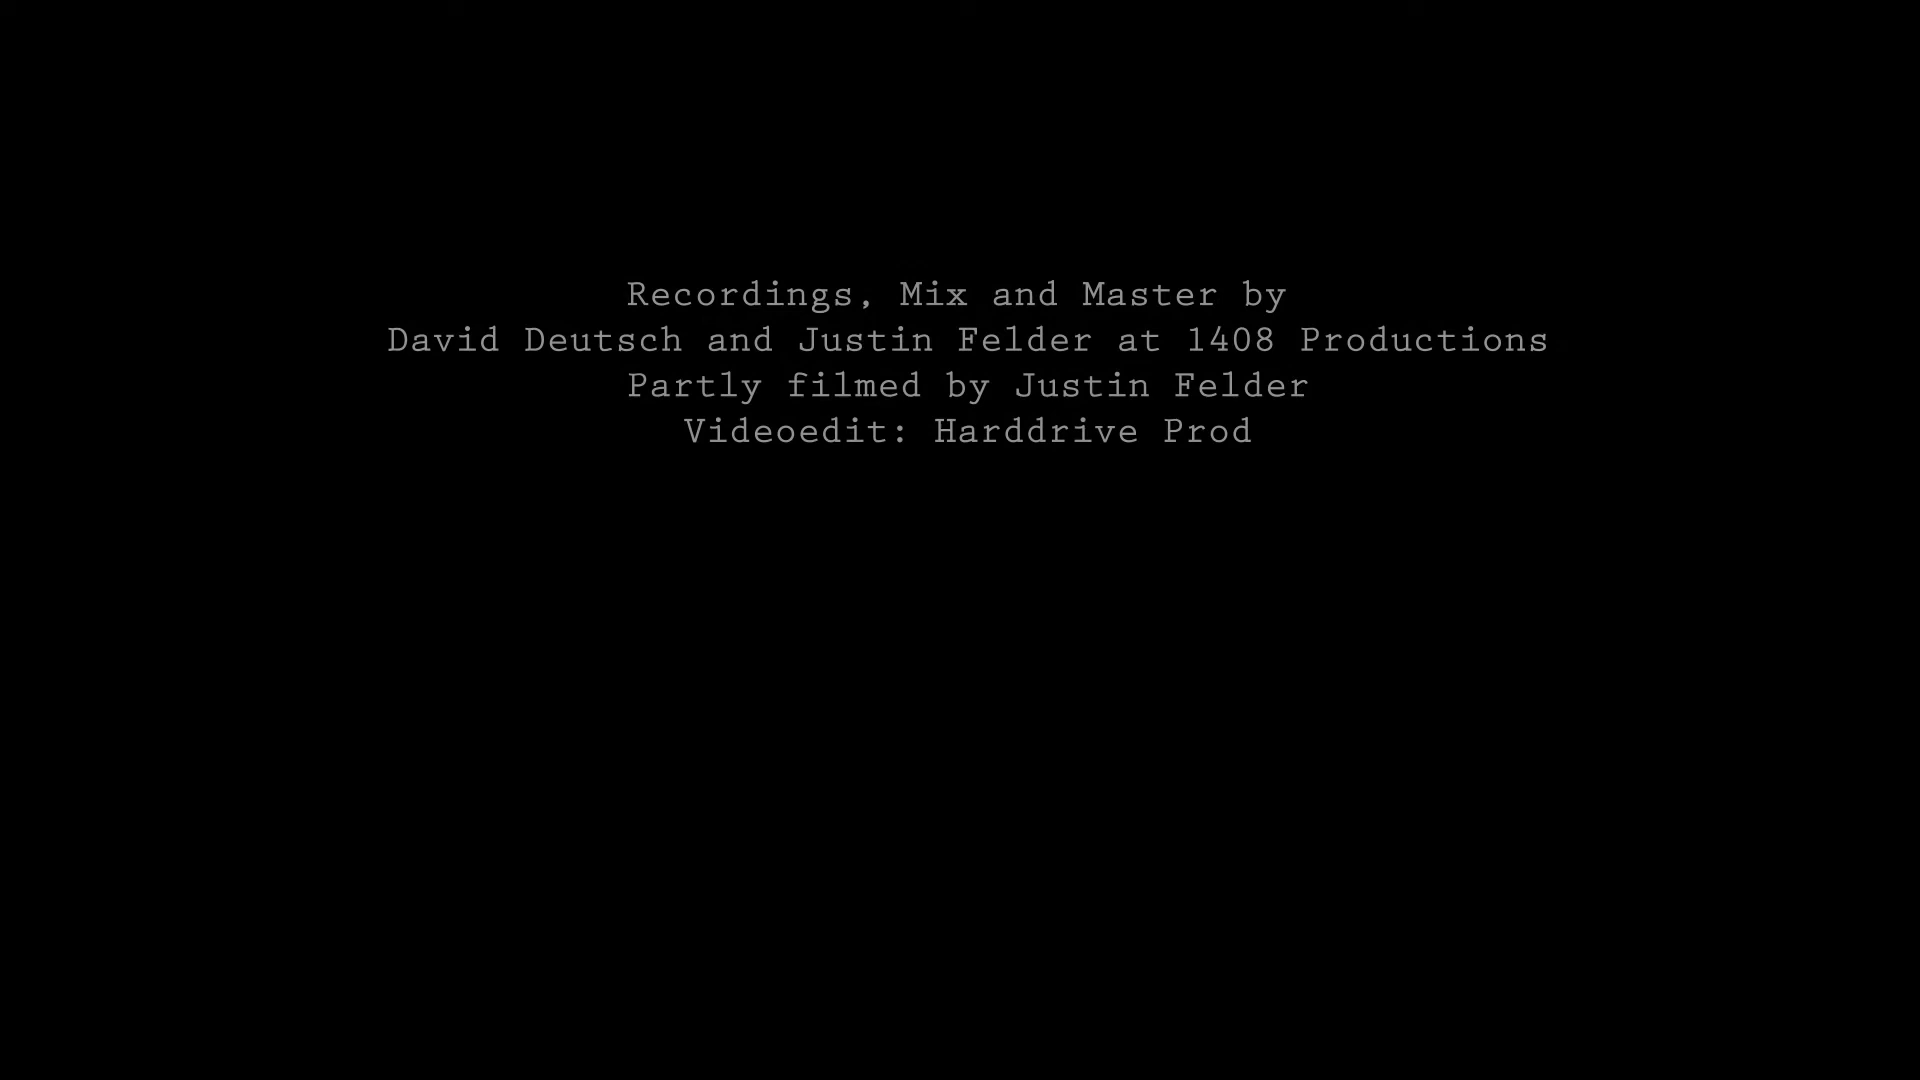 Recordings, Mix and Master by
David Deutsch and Justin Felder at 1408 Productions
Partly filmed by Justin Felder
Videoedit: Harddrive Prod